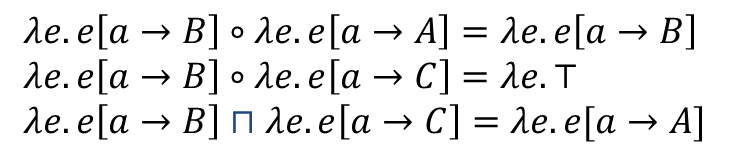 λe. e[a → B] ∘ λe. e[a → A] = λe. e[a → B]
λe. e[a → B] ∘ λe. e[a → C] = λe. ⊤
λe. e[a → B] ⊓ λe. e[a → C] = λe. e[a → A]